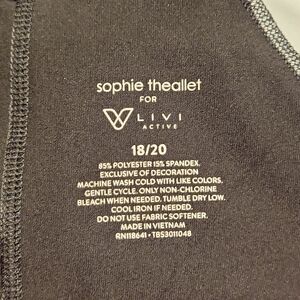 sophie theallet
FOR
LIVI
ACTIVE
18/20
85% POLYESTER 15% SPANDEX.
EXCLUSIVE OF DECORATION
MACHINE WASH COLD WITH LIKE COLORS.
GENTLE CYCLE. ONLY NON-CHLORINE
BLEACH WHEN NEEDED. TUMBLE DRY LOW.
COOL IRON IF NEEDED.
DO NOT USE FABRIC SOFTENER.
MADE IN VIETNAM
RN118641 • TBS3011048